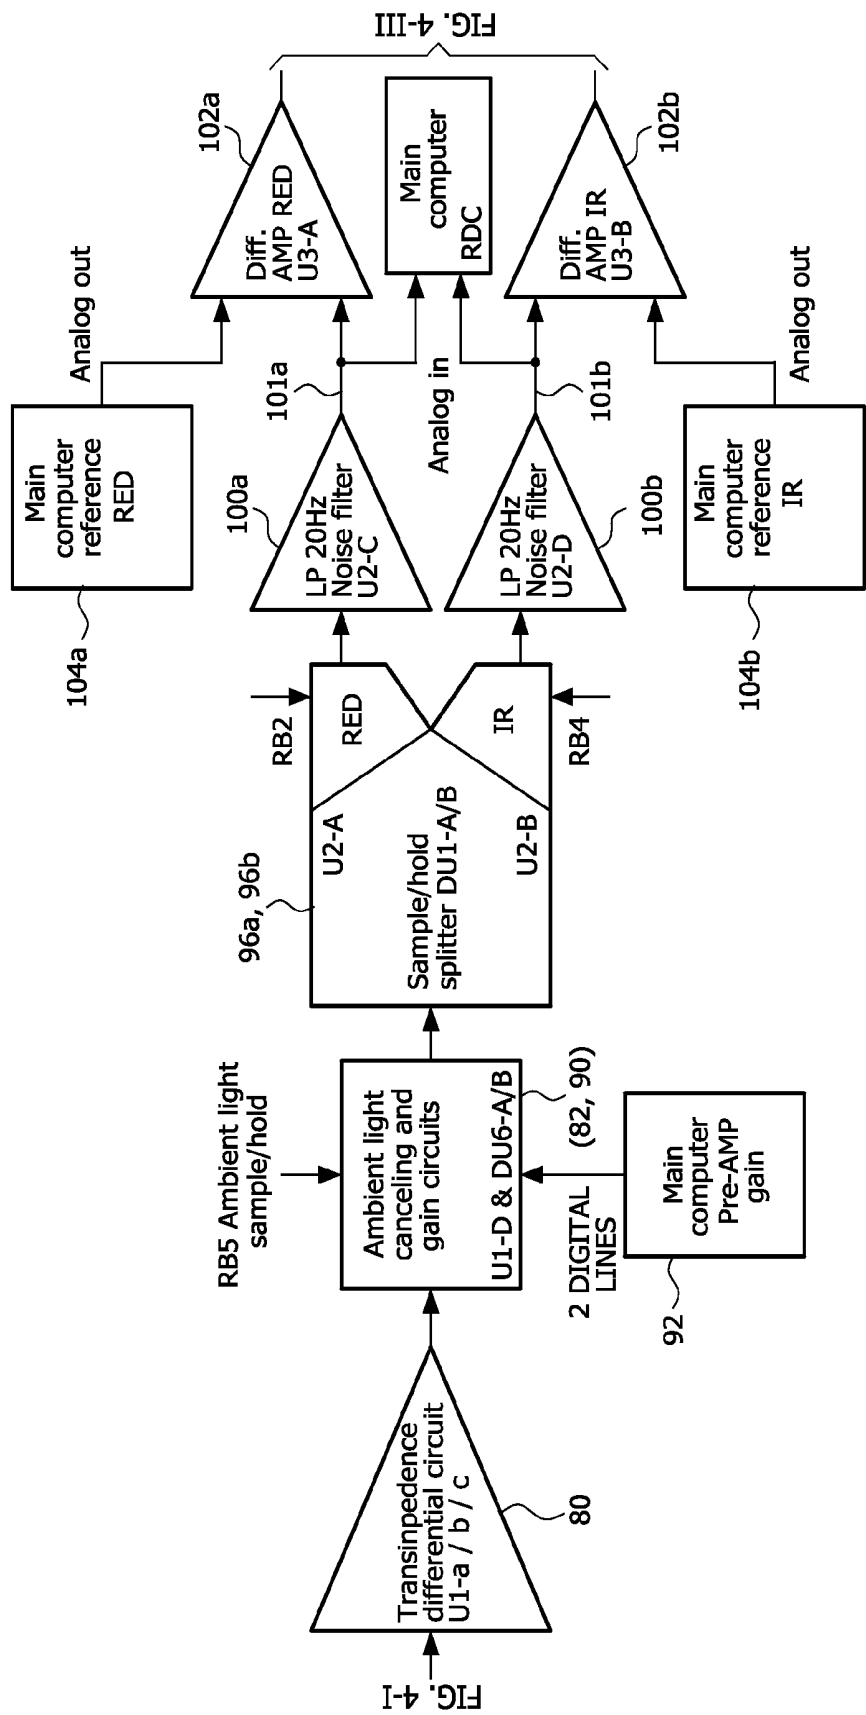 FIG. 4-I
Transinpedence
differential circuit
U1-a / b / c
80
RB5 Ambient light
sample/hold
Ambient light
canceling and
gain circuits
U1-D & DU6-A/B
(82, 90)
2 DIGITAL
LINES
Main
computer
Pre-AMP
gain
92
96a, 96b
U2-A
Sample/hold
splitter DU1-A/B
U2-B
RB2
RED
IR
RB4
104a
Main
computer
reference
RED
Analog out
100a
LP 20Hz
Noise filter
U2-C
101a
Analog in
LP 20Hz
Noise filter
U2-D
100b
101b
104b
Main
computer
reference
IR
Analog out
102a
Diff.
AMP RED
U3-A
Main
computer
RDC
Diff.
AMP IR
U3-B
102b
FIG. 4-III